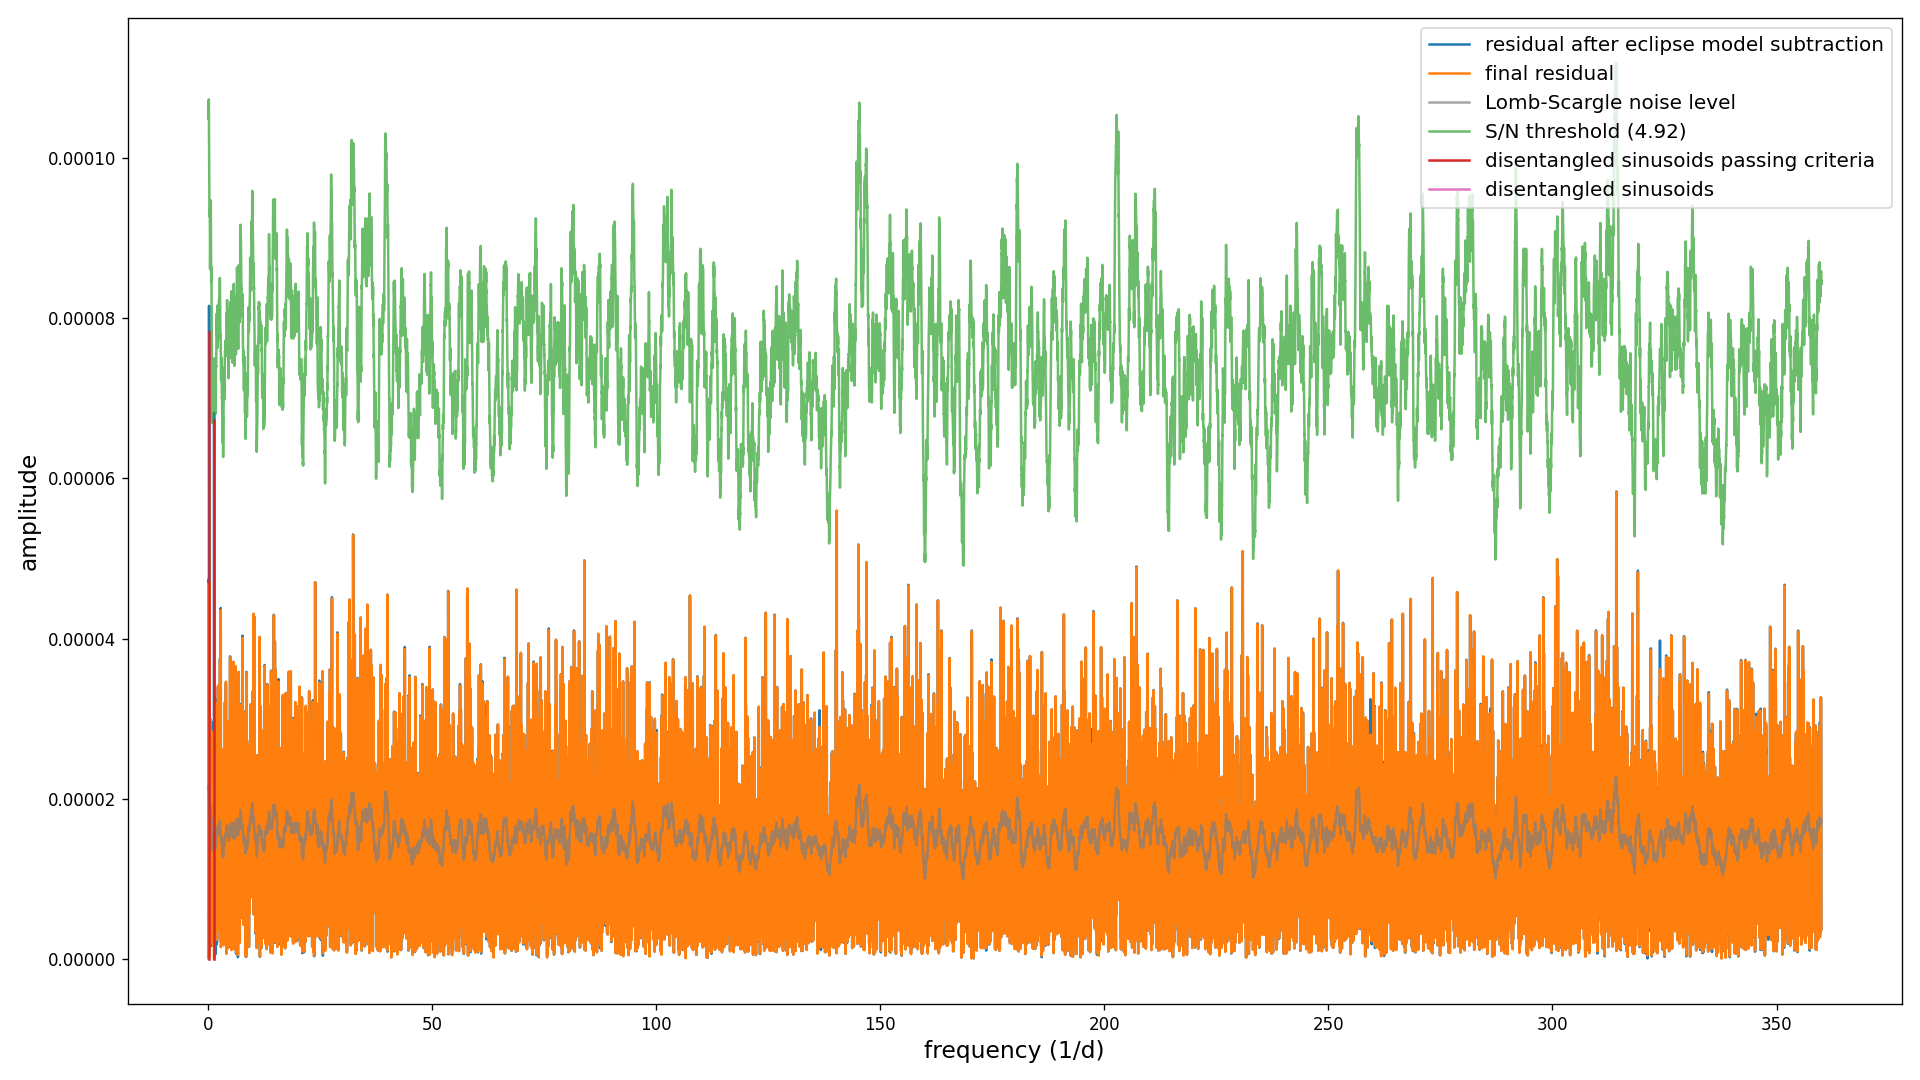 residual after eclipse model subtraction
final residual
Lomb-Scargle noise level
S/N threshold (4.92)
disentangled sinusoids passing criteria
disentangled sinusoids
amplitude
0.00010
0.00008
0.00006
0.00004
0.00002
0.00000
0 50 100 150 200 250 300 350
frequency (1/d)